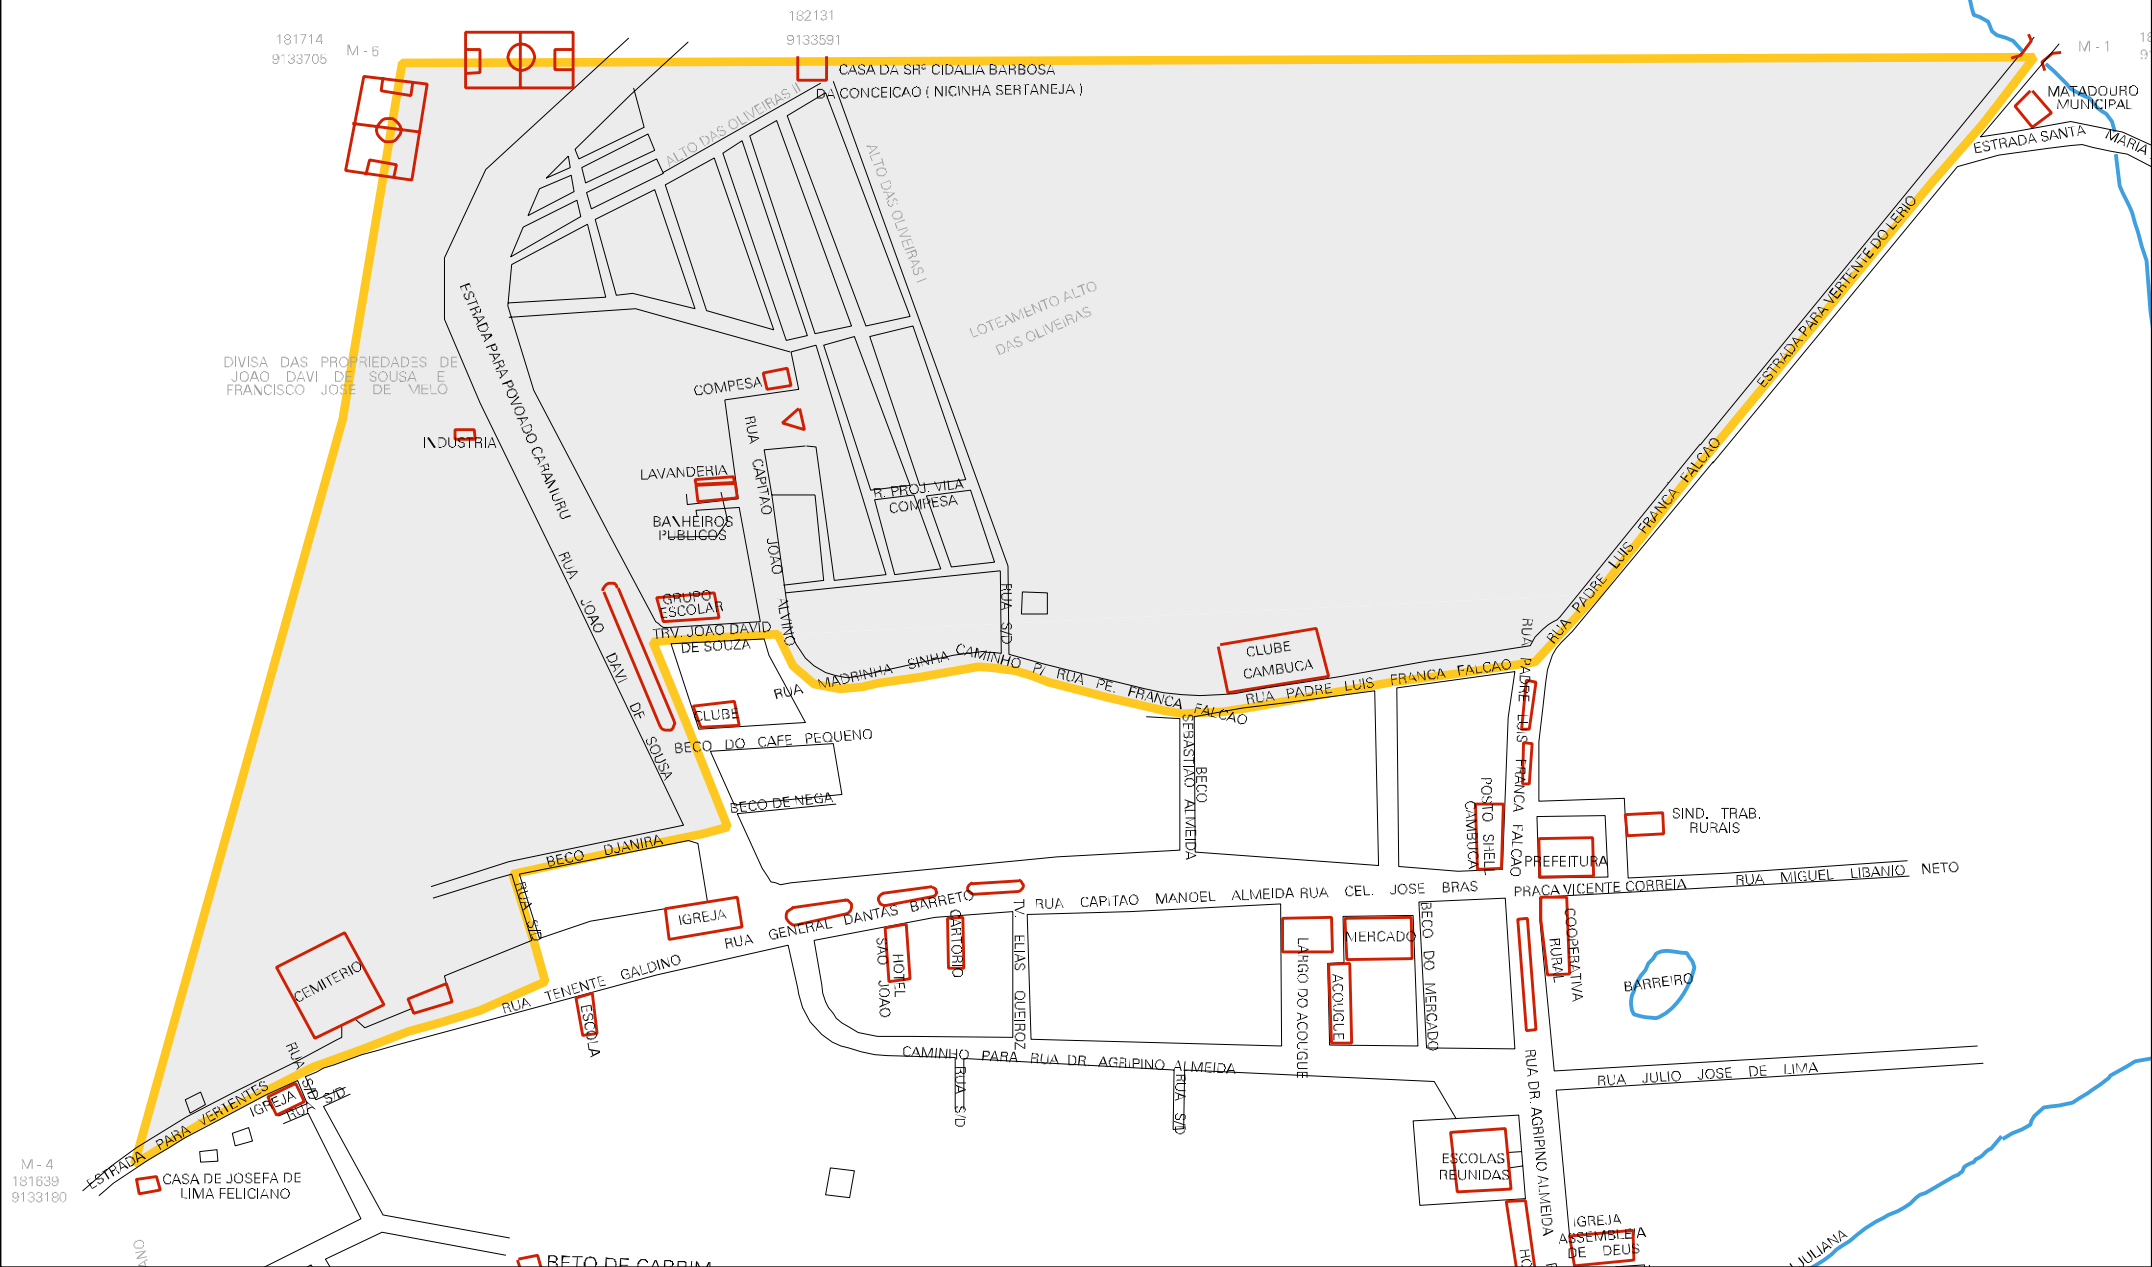 182131
9133591
181714
9133705
M - 5
M - 1
CASA DA SRª CIDALIA BARBOSA
DA CONCEICAO ( NICINHA SERTANEJA )
MATADOURO
MUNICIPAL
ESTRADA SANTA MARIA
ALTO DAS OLIVEIRAS II
ALTO DAS OLIVEIRAS I
LOTEAMENTO ALTO
DAS OLIVEIRAS
ESTRADA PARA VERTENTE DO LERIO
DIVISA DAS PROPRIEDADES DE
JOAO DAVI DE SOUSA E
FRANCISCO JOSE DE MELO
ESTRADA PARA POVOADO CARAMURU
INDUSTRIA
COMPESA
RUA CAPITAO JOAO ALVINO
LAVANDERIA
BANHEIROS
PUBLICOS
R. PROJ. VILA
COMPESA
RUA PADRE LUIS FRANCA FALCAO
RUA JOAO DAVI DE SOUSA
GRUPO
ESCOLAR
TRV. JOAO DAVID
DE SOUZA
RUA S/D
RUA MADRINHA SINHA
CAMINHO P/ RUA PE. FRANCA FALCAO
CLUBE
CAMBUCA
RUA PADRE LUIS FRANCA FALCAO
RUA PADRE LUIS FRANCA FALCAO
CLUBE
BECO DO CAFE PEQUENO
BECO DE NEGA
BECO
SEBASTIAO ALMEIDA
POSTO SHELL
CAMBUCA
SIND. TRAB.
RURAIS
BECO DJANIRA
PREFEITURA
PRACA VICENTE CORREIA
RUA MIGUEL LIBANIO NETO
RUA S/D
IGREJA
RUA GENERAL DANTAS BARRETO
RUA CAPITAO MANOEL ALMEIDA
RUA CEL. JOSE BRAS
TV. ELIAS QUEIROZ
CARTORIO
HOTEL
SAO JOAO
LARGO DO ACOUGUE
MERCADO
ACOUGUE
BECO DO MERCADO
COOPERATIVA
RURAL
BARREIRO
CEMITERIO
RUA TENENTE GALDINO
ESCOLA
CAMINHO PARA RUA DR. AGRIPINO ALMEIDA
RUA S/D
RUA S/D
RUA JULIO JOSE DE LIMA
RUA DR. AGRIPINO ALMEIDA
RUA S/D
IGREJA
RUA S/D
ESTRADA PARA VERTENTES
M - 4
181639
9133180
CASA DE JOSEFA DE
LIMA FELICIANO
ESCOLAS
REUNIDAS
IGREJA
ASSEMBLEIA
DE DEUS
JULIANA